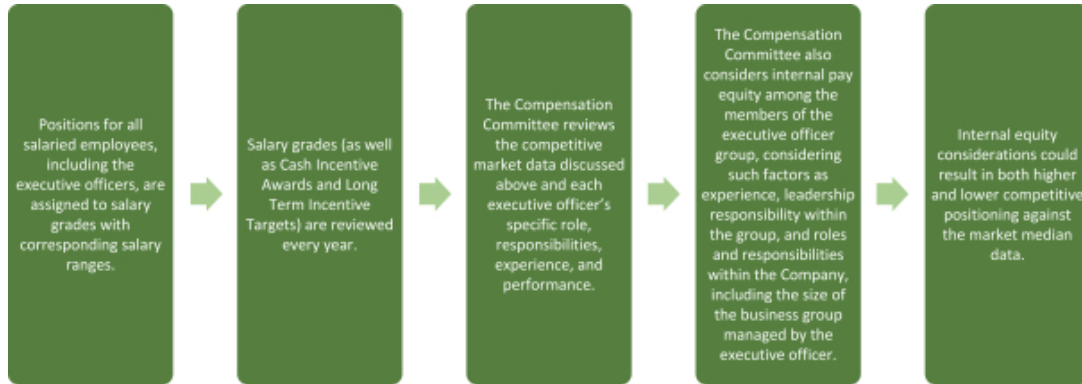 Positions for all
salaried employees,
including the
executive officers, are
assigned to salary
grades with
corresponding salary
ranges.
Salary grades (as well
as Cash Incentive
Awards and Long
Term Incentive
Targets) are reviewed
every year.
The Compensation
Committee reviews
the competitive
market data discussed
above and each
executive officer's
specific role,
responsibilities,
experience, and
performance.
The Compensation
Committee also
considers internal pay
equity among the
members of the
executive officer
group, considering
such factors as
experience, leadership
responsibility within
the group, and roles
and responsibilities
within the Company,
including the size of
the business group
managed by the
executive officer.
Internal equity
considerations could
result in both higher
and lower competitive
positioning against
the market median
data.